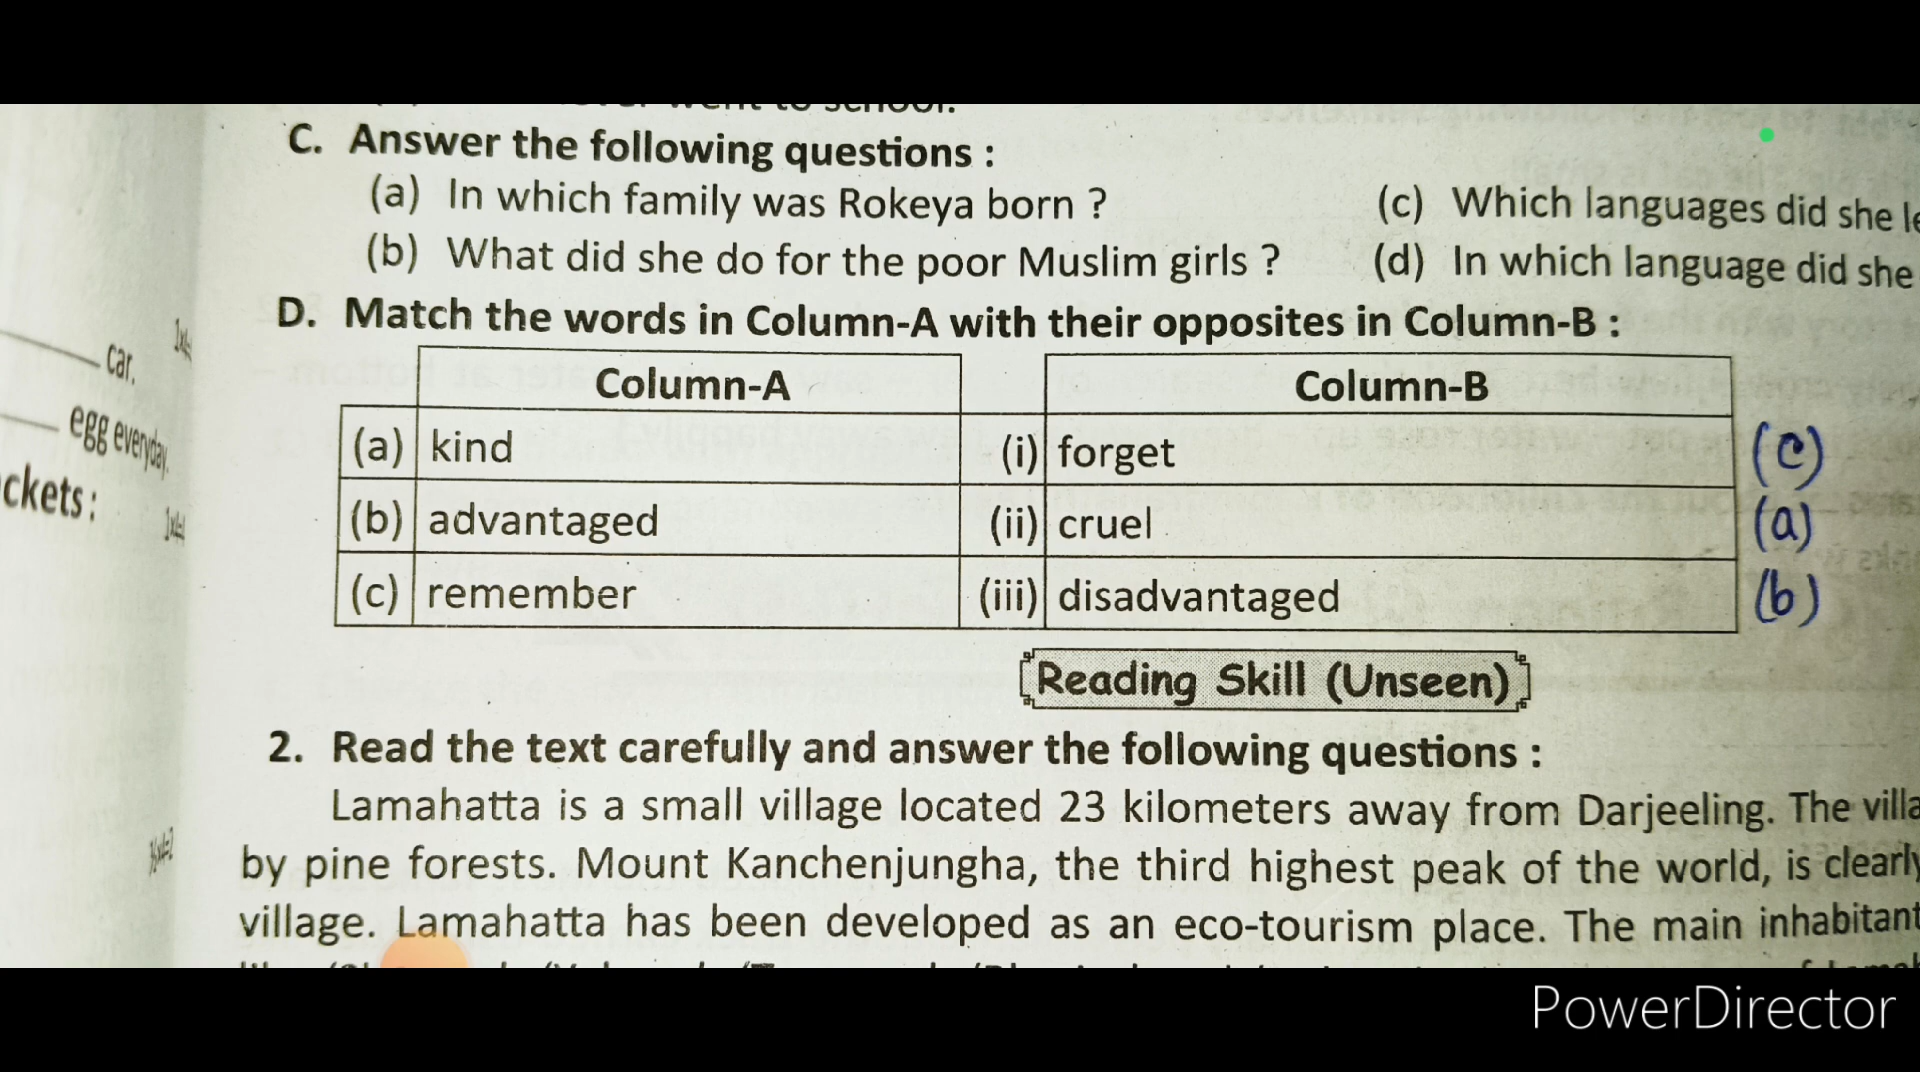 C. Answer the following questions :
(a) In which family was Rokeya born ?
(c) Which languages did she
(b) What did she do for the poor Muslim girls ?
(d) In which language did she
D. Match the words in Column-A with their opposites in Column-B :
Column-A Column-B
(a) kind (i) forget (c)
(b) advantaged (ii) cruel (a)
(c) remember (iii) disadvantaged (b)
car.
egg everyday.
ckets :
Reading Skill (Unseen)
2. Read the text carefully and answer the following questions :
Lamahatta is a small village located 23 kilometers away from Darjeeling. The villa
by pine forests. Mount Kanchenjungha, the third highest peak of the world, is clearly
village. Lamahatta has been developed as an eco-tourism place. The main inhabitant
PowerDirector